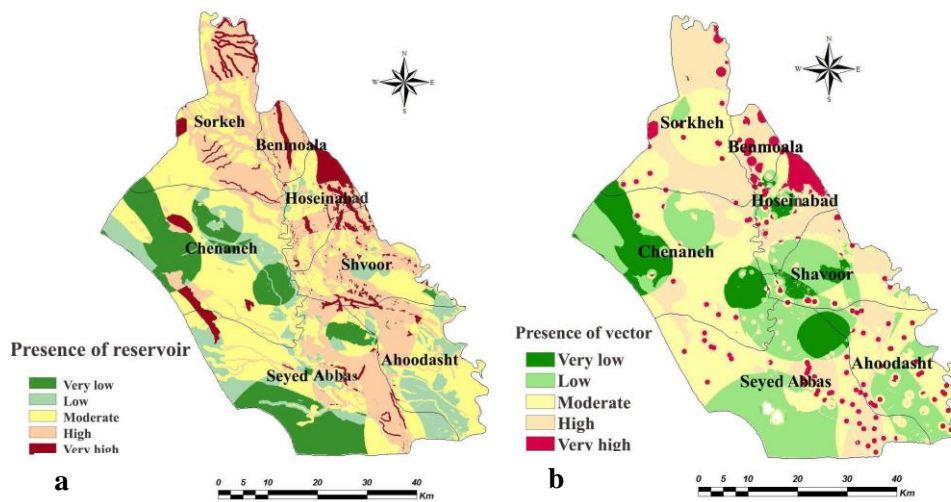 N
W E
S
Sorkeh
Benmoala
Hoseinabad
Chenaneh
Shvoor
Ahoodasht
Seyed Abbas
Presence of reservoir
Very low
Low
Moderate
High
Very high
a
0 5 10 20 30 40
Km
N
W E
S
Sorkheh
Benmoala
Hoseinabad
Chenaneh
Shavoor
Ahoodasht
Seyed Abbas
Presence of vector
Very low
Low
Moderate
High
Very high
b
0 5 10 20 30 40
Km